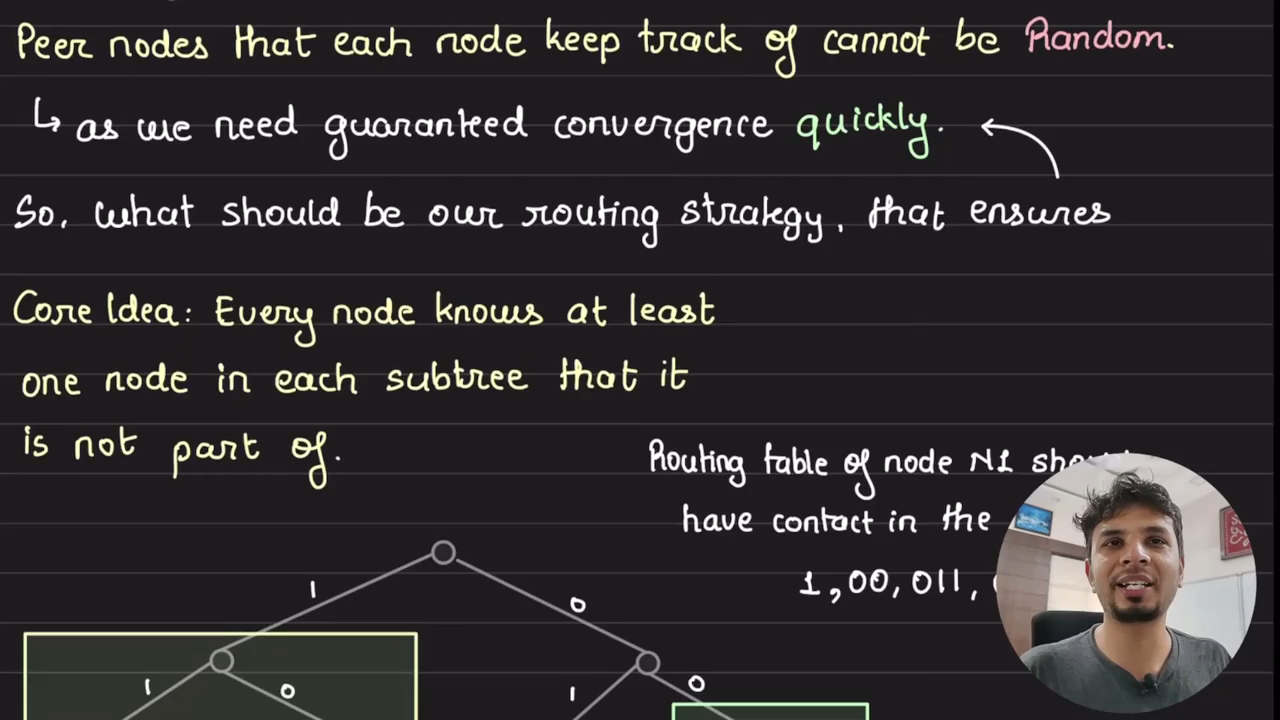 Peer nodes that each node keep track of cannot be Random.
↳ as we need guaranteed convergence quickly.
So, what should be our routing strategy, that ensures
Core Idea: Every node knows at least
one node in each subtree that it
is not part of.
Routing table of node N1
have contact in the
1, 00, 011,
1
0
1
0
1
0